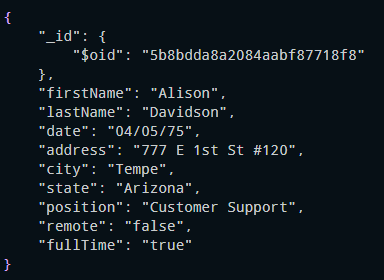 {
"_id": {
"$oid": "5b8bdda8a2084aabf87718f8"
},
"firstName": "Alison",
"lastName": "Davidson",
"date": "04/05/75",
"address": "777 E 1st St #120",
"city": "Tempe",
"state": "Arizona",
"position": "Customer Support",
"remote": "false",
"fullTime": "true"
}